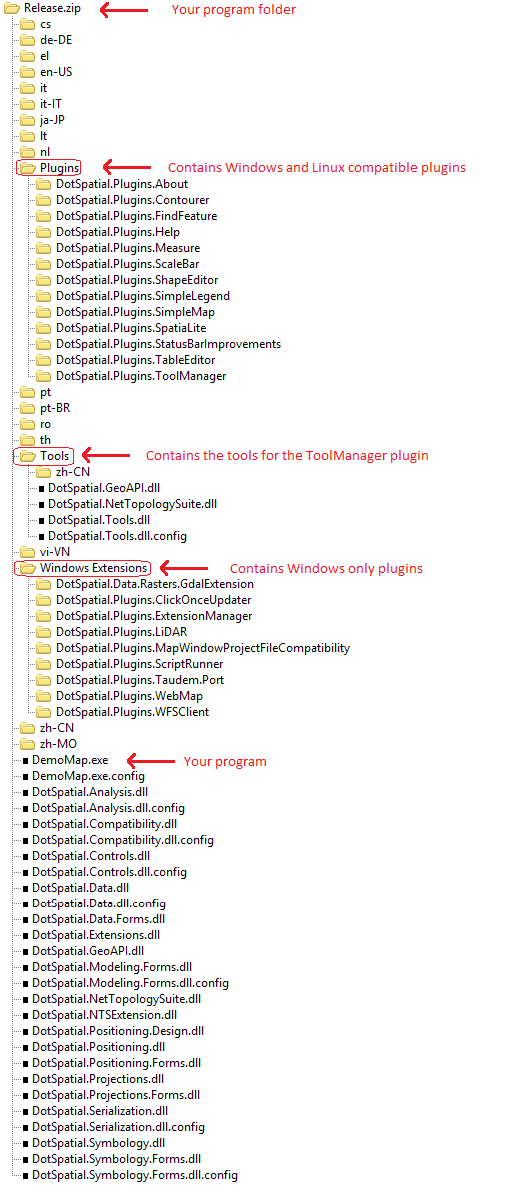 Release.zip Your program folder
cs
de-DE
el
en-US
it
it-IT
ja-JP
lt
nl
Plugins Contains Windows and Linux compatible plugins
DotSpatial.Plugins.About
DotSpatial.Plugins.Contourer
DotSpatial.Plugins.FindFeature
DotSpatial.Plugins.Help
DotSpatial.Plugins.Measure
DotSpatial.Plugins.ScaleBar
DotSpatial.Plugins.ShapeEditor
DotSpatial.Plugins.SimpleLegend
DotSpatial.Plugins.SimpleMap
DotSpatial.Plugins.SpatiaLite
DotSpatial.Plugins.StatusBarImprovements
DotSpatial.Plugins.TableEditor
DotSpatial.Plugins.ToolManager
pt
pt-BR
ro
th
Tools Contains the tools for the ToolManager plugin
zh-CN
DotSpatial.GeoAPI.dll
DotSpatial.NetTopologySuite.dll
DotSpatial.Tools.dll
DotSpatial.Tools.dll.config
vi-VN
Windows Extensions Contains Windows only plugins
DotSpatial.Data.Rasters.GdalExtension
DotSpatial.Plugins.ClickOnceUpdater
DotSpatial.Plugins.ExtensionManager
DotSpatial.Plugins.LiDAR
DotSpatial.Plugins.MapWindowProjectFileCompatibility
DotSpatial.Plugins.ScriptRunner
DotSpatial.Plugins.Taudem.Port
DotSpatial.Plugins.WebMap
DotSpatial.Plugins.WFSClient
zh-CN
zh-MO
DemoMap.exe Your program
DemoMap.exe.config
DotSpatial.Analysis.dll
DotSpatial.Analysis.dll.config
DotSpatial.Compatibility.dll
DotSpatial.Compatibility.dll.config
DotSpatial.Controls.dll
DotSpatial.Controls.dll.config
DotSpatial.Data.dll
DotSpatial.Data.dll.config
DotSpatial.Data.Forms.dll
DotSpatial.Extensions.dll
DotSpatial.GeoAPI.dll
DotSpatial.Modeling.Forms.dll
DotSpatial.Modeling.Forms.dll.config
DotSpatial.NetTopologySuite.dll
DotSpatial.NTSExtension.dll
DotSpatial.Positioning.Design.dll
DotSpatial.Positioning.dll
DotSpatial.Positioning.Forms.dll
DotSpatial.Projections.dll
DotSpatial.Projections.Forms.dll
DotSpatial.Serialization.dll
DotSpatial.Serialization.dll.config
DotSpatial.Symbology.dll
DotSpatial.Symbology.Forms.dll
DotSpatial.Symbology.Forms.dll.config